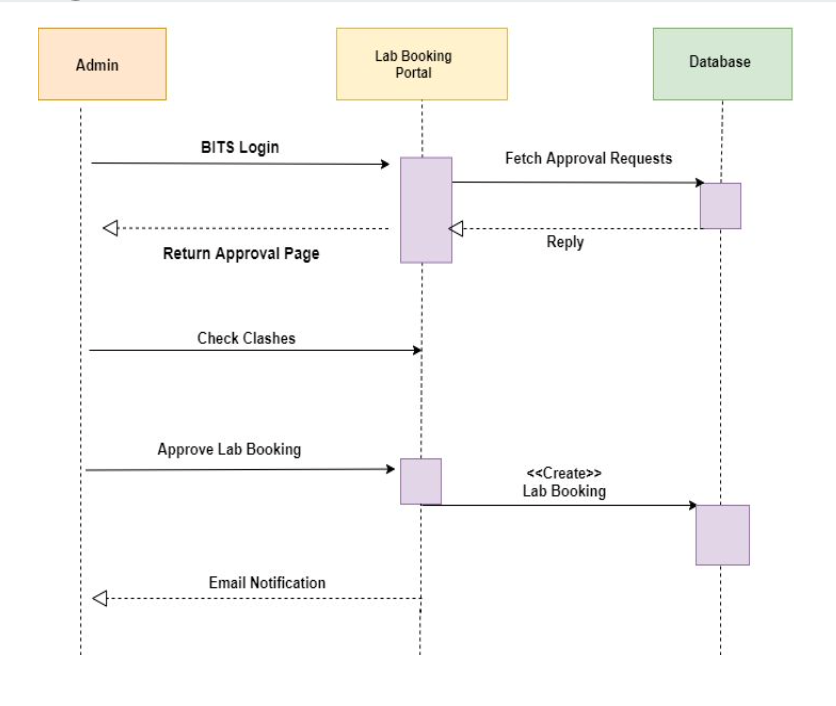 Admin
Lab Booking
Portal
Database
BITS Login
Fetch Approval Requests
Return Approval Page
Reply
Check Clashes
Approve Lab Booking
<<Create>>
Lab Booking
Email Notification